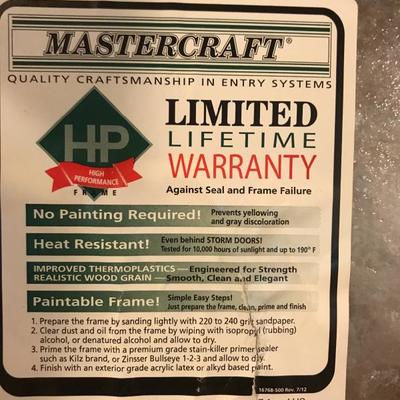 MASTERCRAFT®
QUALITY CRAFTSMANSHIP IN ENTRY SYSTEMS
HP
HIGH
PERFORMANCE
FRAME
LIMITED
LIFETIME
WARRANTY
Against Seal and Frame Failure
No Painting Required! Prevents yellowing
and gray discoloration
Heat Resistant! Even behind STORM DOORS!
Tested for 10,000 hours of sunlight and up to 190° F
IMPROVED THERMOPLASTICS — Engineered for Strength
REALISTIC WOOD GRAIN — Smooth, Clean and Elegant
Paintable Frame! Simple Easy Steps!
Just prepare the frame, clean, prime and finish
1. Prepare the frame by sanding lightly with 220 to 240 grit sandpaper.
2. Clear dust and oil from the frame by wiping with isopropyl (rubbing)
alcohol, or denatured alcohol and allow to dry.
3. Prime the frame with a premium grade stain-killer primer sealer
such as Kilz brand, or Zinsser Bullseye 1-2-3 and allow to dry.
4. Finish with an exterior grade acrylic latex or alkyd based paint.
16768-500 Rev. 7/12